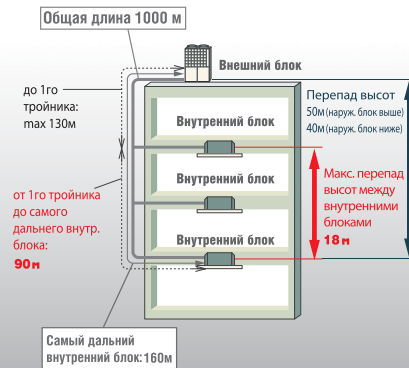 Общая длина 1000 м
Внешний блок
до 1го
тройника:
max 130м
Перепад высот
50м (наруж. блок выше)
40м (наруж. блок ниже)
Внутренний блок
Внутренний блок
Внутренний блок
Макс. перепад
высот между
внутренними
блоками
18 м
от 1го тройника
до самого
дальнего внутр.
блока:
90 м
Самый дальний
внутренний блок: 160м